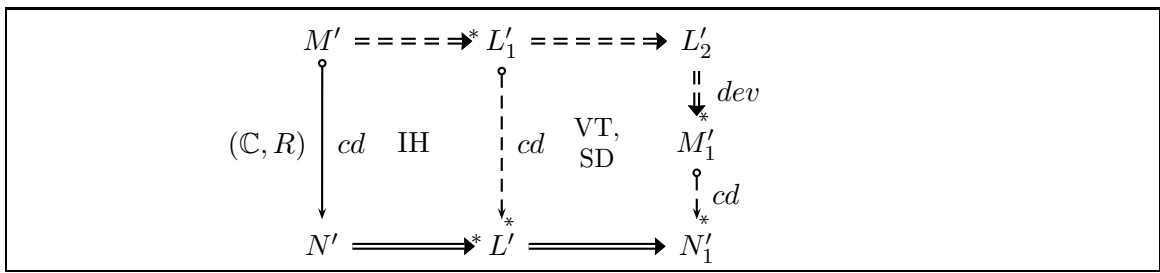 M′ * L′₁ L′₂
dev
*
(ℂ, R) cd IH cd VT, SD M′₁
cd
* *
N′ * L′ N′₁